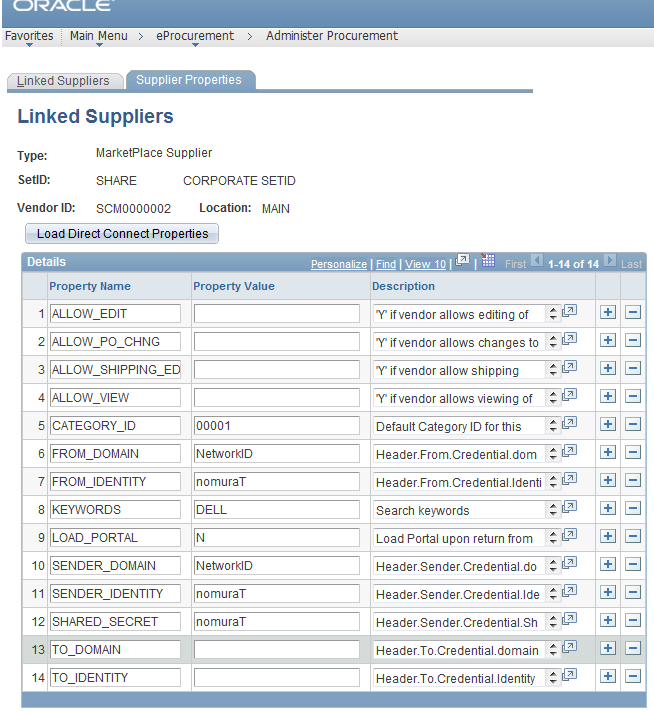 ORACLE
Favorites Main Menu > eProcurement > Administer Procurement
Linked Suppliers Supplier Properties
Linked Suppliers
Type: MarketPlace Supplier
SetID: SHARE CORPORATE SETID
Vendor ID: SCM0000002 Location: MAIN
Load Direct Connect Properties
Details Personalize | Find | View 10 | | First 1-14 of 14 Last
Property Name Property Value Description
1 ALLOW_EDIT 'Y' if vendor allows editing of
2 ALLOW_PO_CHNG 'Y' if vendor allows changes to
3 ALLOW_SHIPPING_ED 'Y' if vendor allow shipping
4 ALLOW_VIEW 'Y' if vendor allows viewing of
5 CATEGORY_ID 00001 Default Category ID for this
6 FROM_DOMAIN NetworkID Header.From.Credential.dom
7 FROM_IDENTITY nomuraT Header.From.Credential.Identi
8 KEYWORDS DELL Search keywords
9 LOAD_PORTAL N Load Portal upon return from
10 SENDER_DOMAIN NetworkID Header.Sender.Credential.do
11 SENDER_IDENTITY nomuraT Header.Sender.Credential.Ide
12 SHARED_SECRET nomuraT Header.Sender.Credential.Sh
13 TO_DOMAIN Header.To.Credential.domain
14 TO_IDENTITY Header.To.Credential.Identity